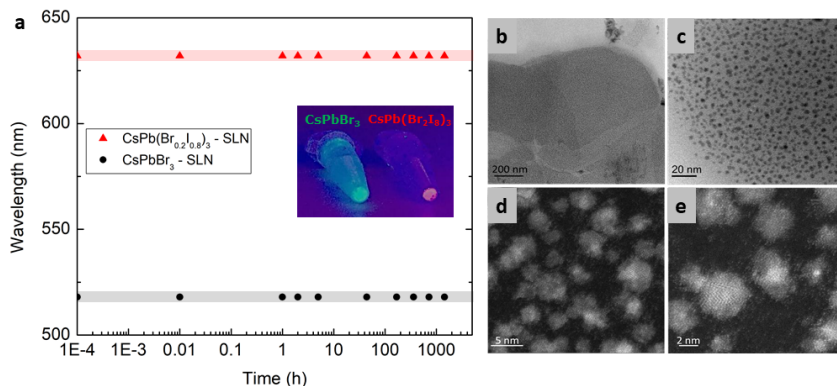 a
650
600
550
500
Wavelength (nm)
CsPb(Br0.2I0.8)3 - SLN
CsPbBr3 - SLN
CsPbBr3 CsPb(Br2I8)3
1E-4 1E-3 0.01 0.1 1 10 100 1000
Time (h)
b
200 nm
c
20 nm
d
5 nm
e
2 nm